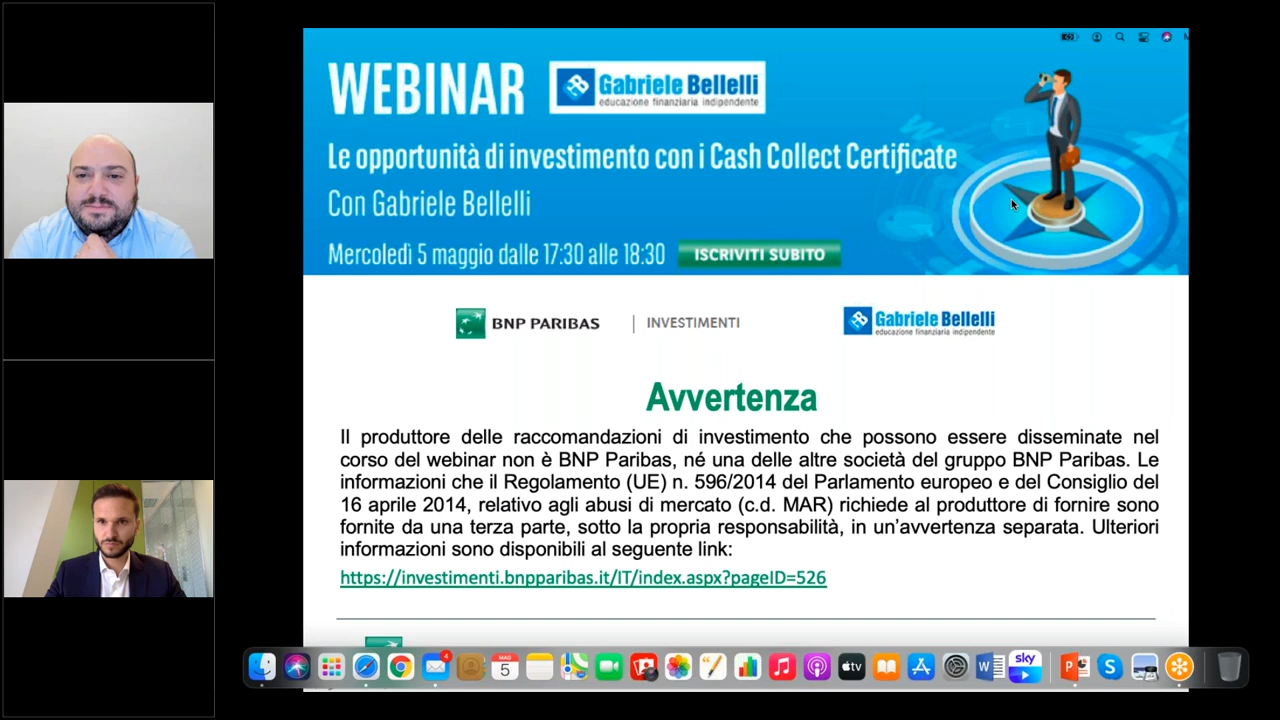 WEBINAR
Gabriele Bellelli
educazione finanziaria indipendente
Le opportunità di investimento con i Cash Collect Certificate
Con Gabriele Bellelli
Mercoledì 5 maggio dalle 17:30 alle 18:30
ISCRIVITI SUBITO
BNP PARIBAS | INVESTIMENTI
Gabriele Bellelli
educazione finanziaria indipendente
Avvertenza
Il produttore delle raccomandazioni di investimento che possono essere disseminate nel
corso del webinar non è BNP Paribas, né una delle altre società del gruppo BNP Paribas. Le
informazioni che il Regolamento (UE) n. 596/2014 del Parlamento europeo e del Consiglio del
16 aprile 2014, relativo agli abusi di mercato (c.d. MAR) richiede al produttore di fornire sono
fornite da una terza parte, sotto la propria responsabilità, in un'avvertenza separata. Ulteriori
informazioni sono disponibili al seguente link:
https://investimenti.bnpparibas.it/IT/index.aspx?pageID=526
4
MAG
5
tv
W
sky
P
S